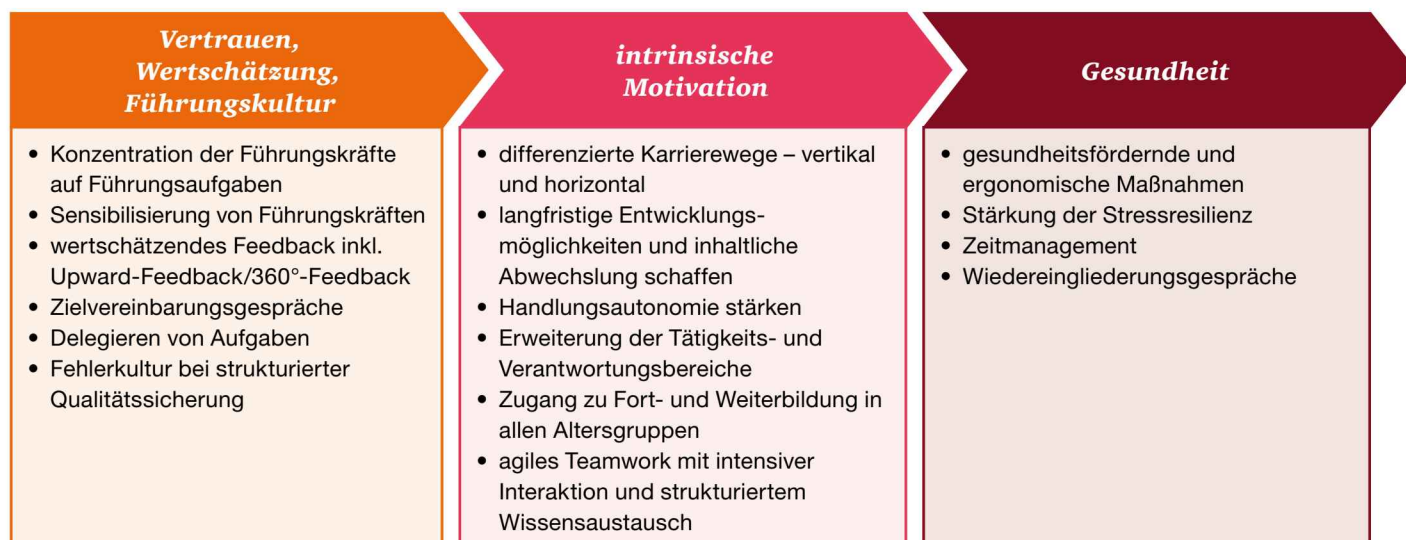 Vertrauen,
Wertschätzung,
Führungskultur
• Konzentration der Führungskräfte
auf Führungsaufgaben
• Sensibilisierung von Führungskräften
• wertschätzendes Feedback inkl.
Upward-Feedback/360°-Feedback
• Zielvereinbarungsgespräche
• Delegieren von Aufgaben
• Fehlerkultur bei strukturierter
Qualitätssicherung
intrinsische
Motivation
• differenzierte Karrierewege – vertikal
und horizontal
• langfristige Entwicklungs-
möglichkeiten und inhaltliche
Abwechslung schaffen
• Handlungsautonomie stärken
• Erweiterung der Tätigkeits- und
Verantwortungsbereiche
• Zugang zu Fort- und Weiterbildung in
allen Altersgruppen
• agiles Teamwork mit intensiver
Interaktion und strukturiertem
Wissensaustausch
Gesundheit
• gesundheitsfördernde und
ergonomische Maßnahmen
• Stärkung der Stressresilienz
• Zeitmanagement
• Wiedereingliederungsgespräche